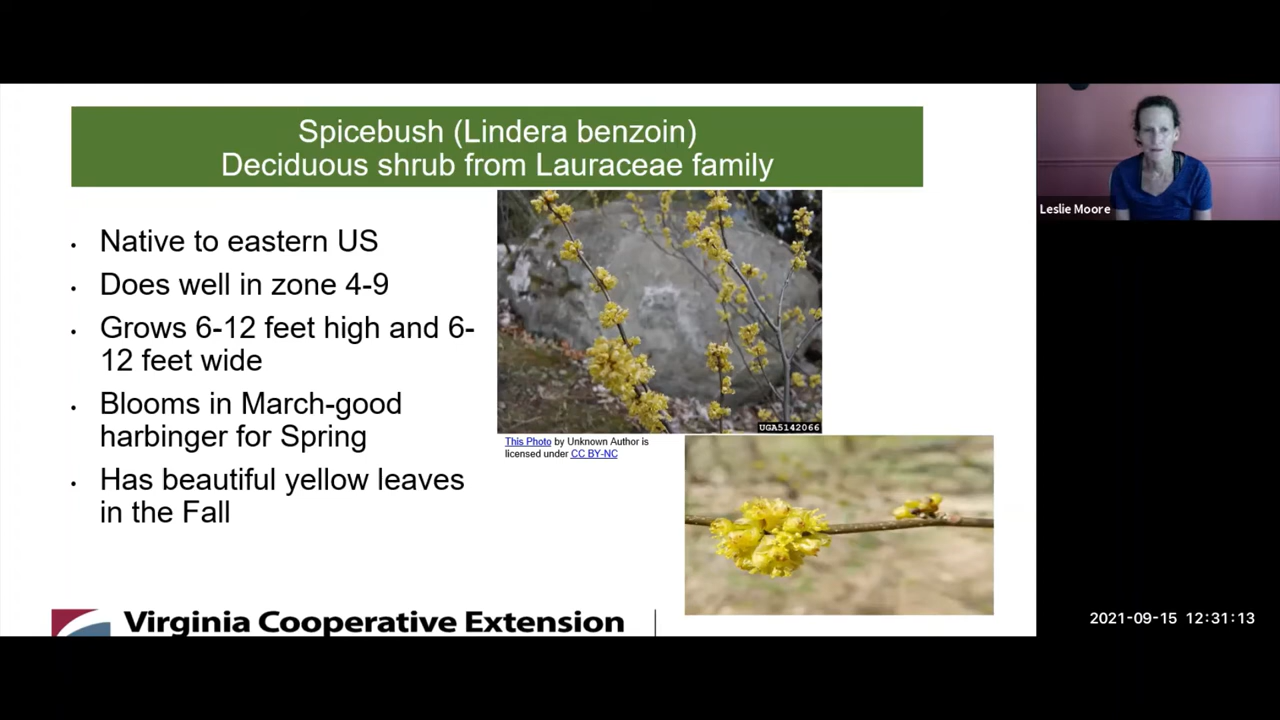 Spicebush (Lindera benzoin)
Deciduous shrub from Lauraceae family
• Native to eastern US
• Does well in zone 4-9
• Grows 6-12 feet high and 6-
12 feet wide
• Blooms in March-good
harbinger for Spring
• Has beautiful yellow leaves
in the Fall
UGA5142066
This Photo by Unknown Author is
licensed under CC BY-NC
Virginia Cooperative Extension
Leslie Moore
2021-09-15 12:31:13